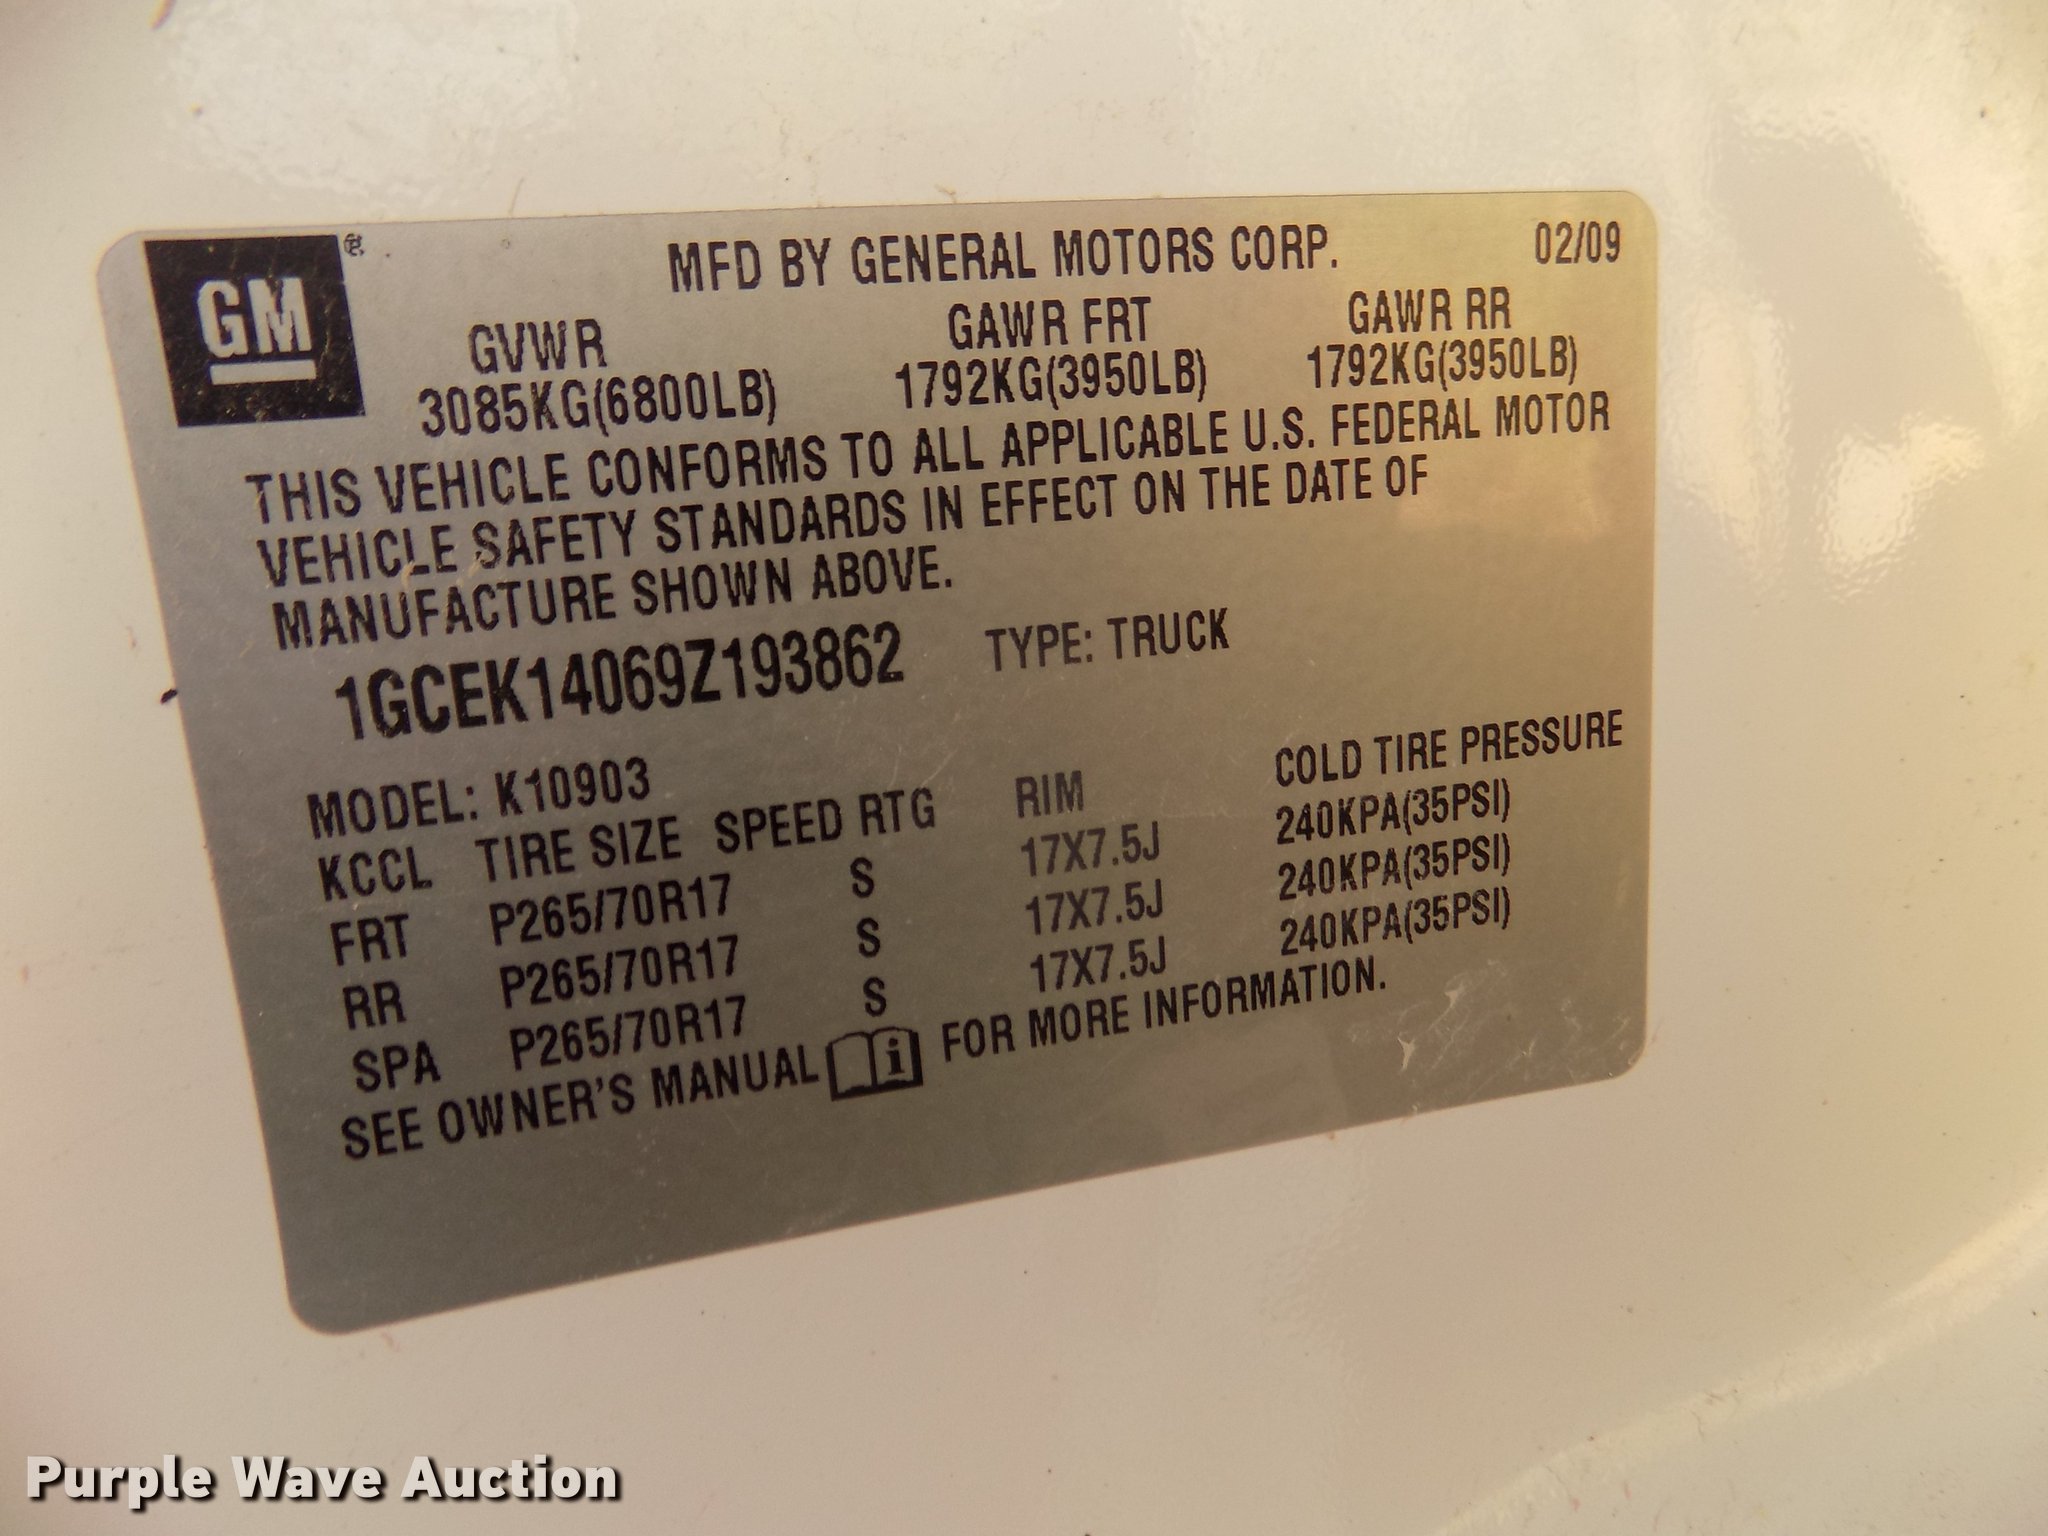 GM ®
MFD BY GENERAL MOTORS CORP. 02/09
GVWR GAWR FRT GAWR RR
3085KG(6800LB) 1792KG(3950LB) 1792KG(3950LB)
THIS VEHICLE CONFORMS TO ALL APPLICABLE U.S. FEDERAL MOTOR
VEHICLE SAFETY STANDARDS IN EFFECT ON THE DATE OF
MANUFACTURE SHOWN ABOVE.
1GCEK14069Z193862 TYPE: TRUCK
MODEL: K10903
KCCL TIRE SIZE SPEED RTG RIM COLD TIRE PRESSURE
FRT P265/70R17 S 17X7.5J 240KPA(35PSI)
RR P265/70R17 S 17X7.5J 240KPA(35PSI)
SPA P265/70R17 S 17X7.5J 240KPA(35PSI)
SEE OWNER'S MANUAL i FOR MORE INFORMATION.
Purple Wave Auction